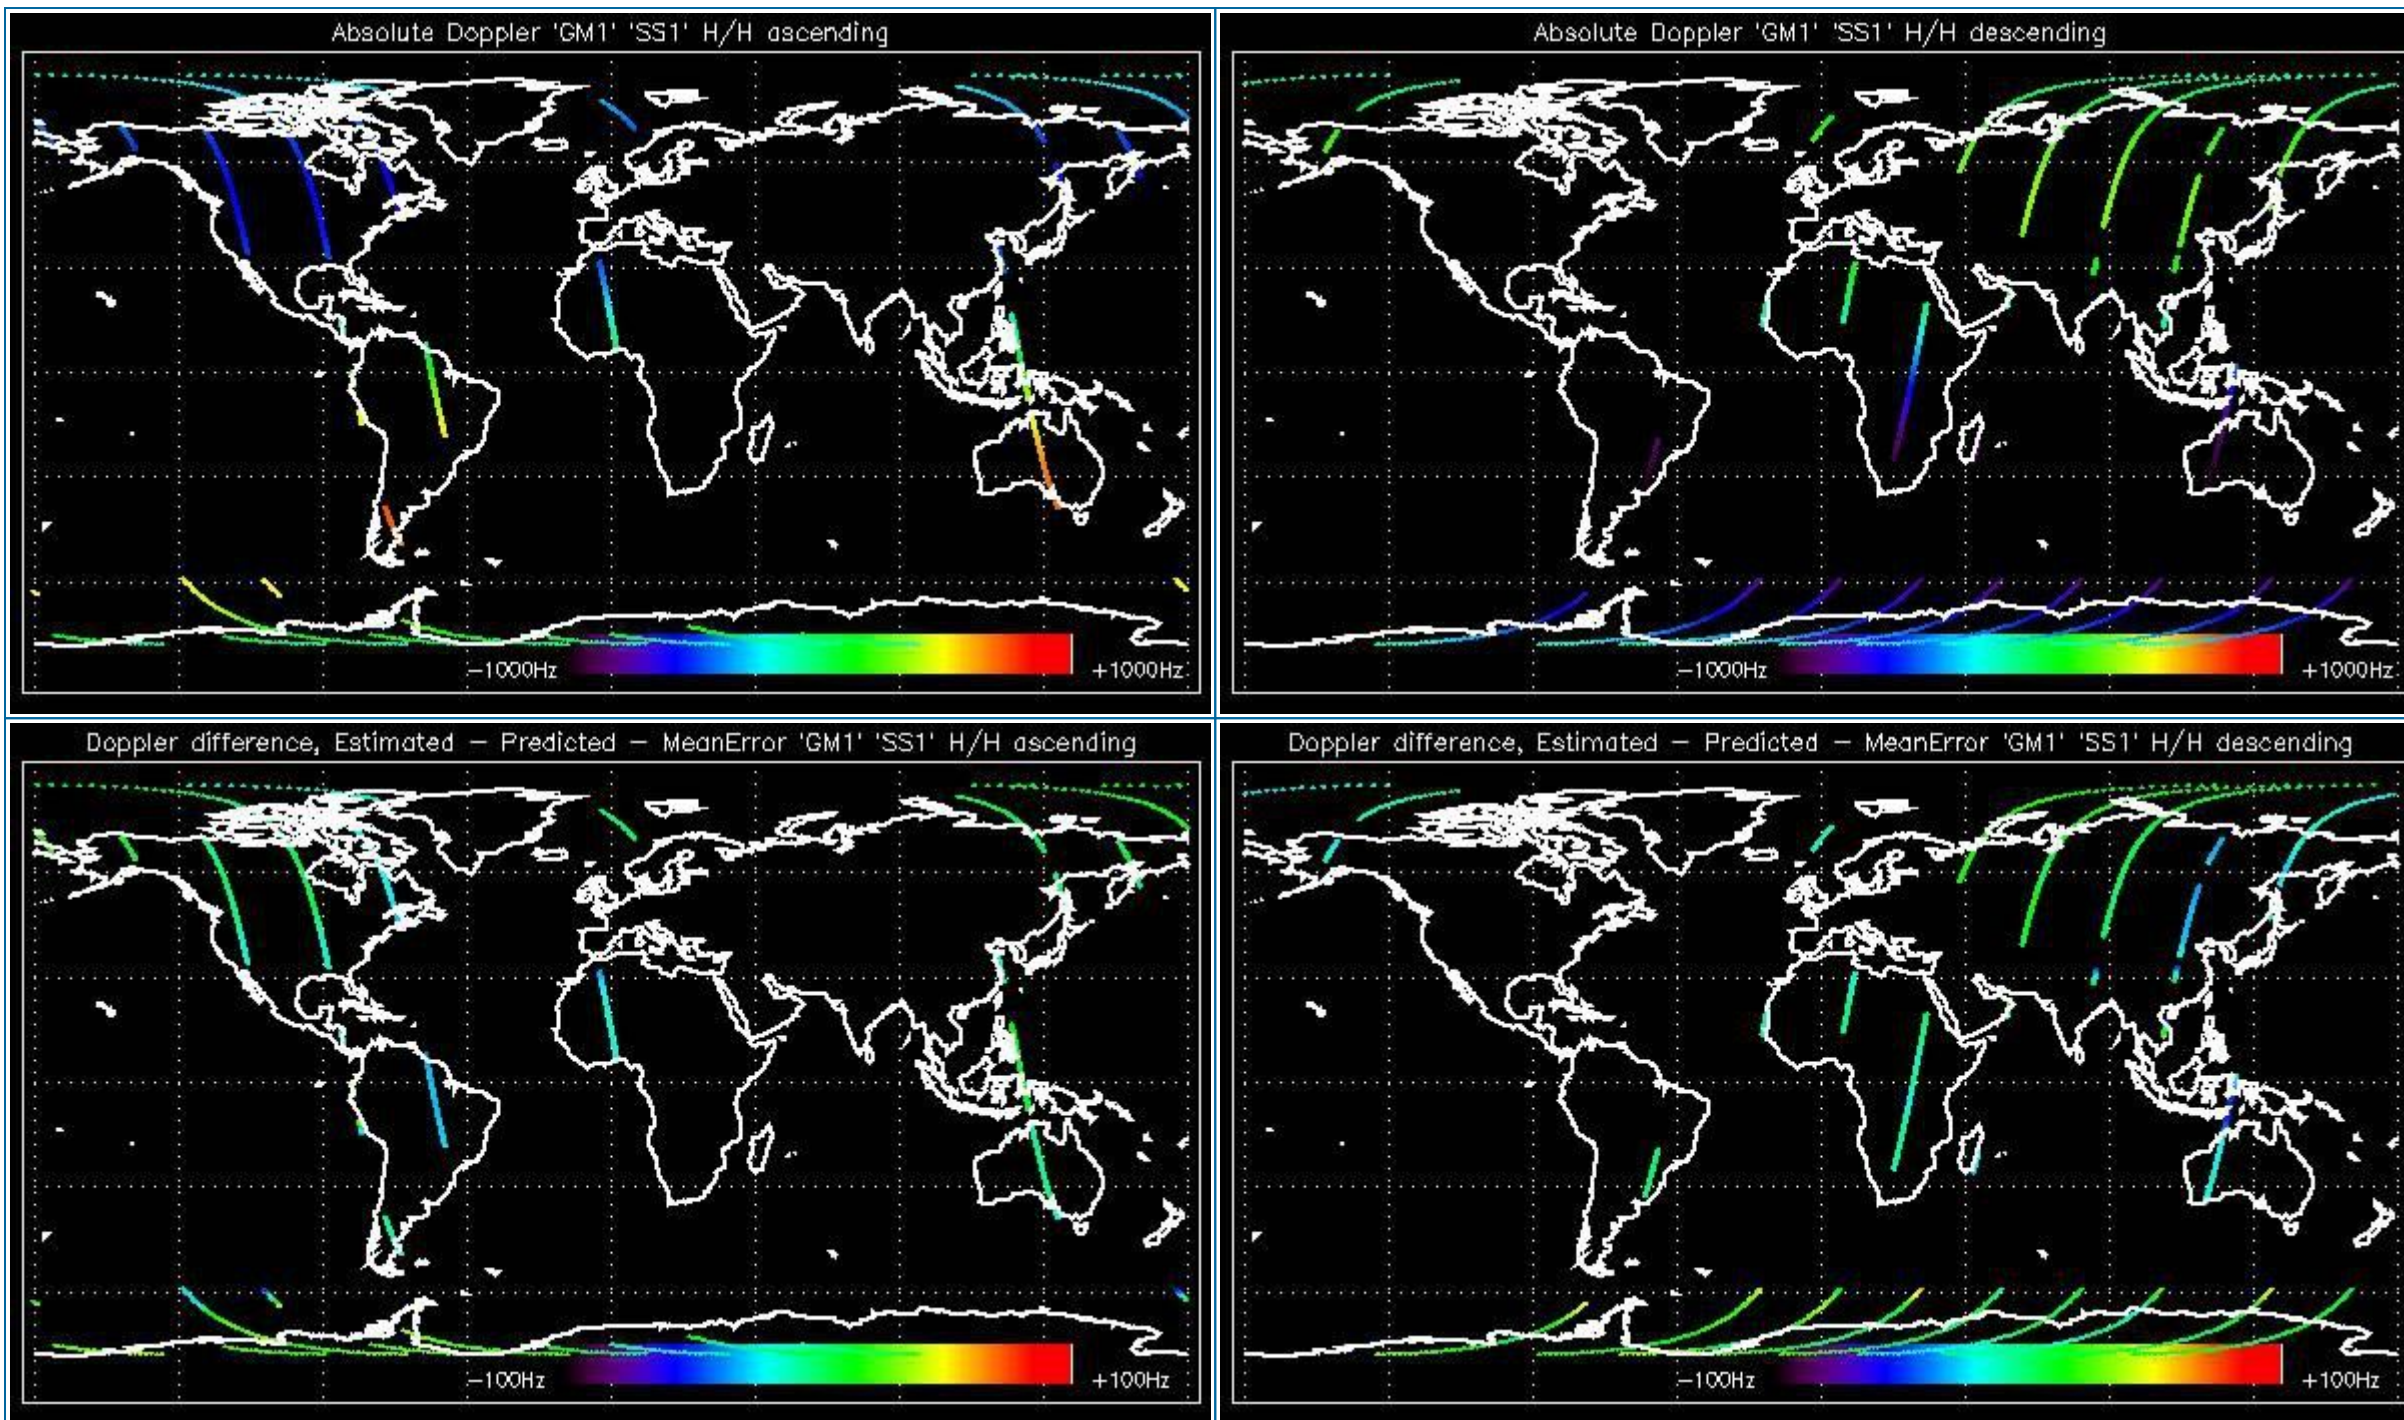 Absolute Doppler 'GM1' 'SS1' H/H ascending
-1000Hz
+1000Hz
Absolute Doppler 'GM1' 'SS1' H/H descending
-1000Hz
+1000Hz
Doppler difference, Estimated - Predicted - MeanError 'GM1' 'SS1' H/H ascending
-100Hz
+100Hz
Doppler difference, Estimated - Predicted - MeanError 'GM1' 'SS1' H/H descending
-100Hz
+100Hz